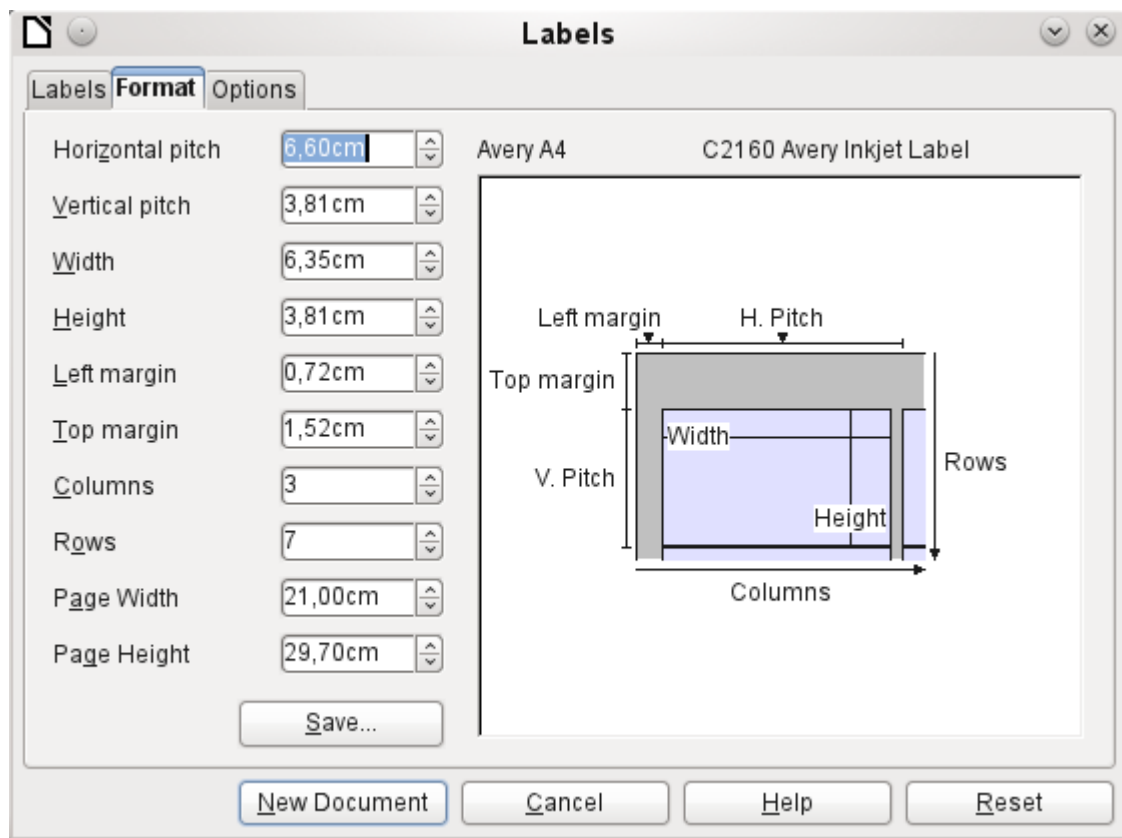 Labels
Labels Format Options
Horizontal pitch 6,60cm
Vertical pitch 3,81cm
Width 6,35cm
Height 3,81cm
Left margin 0,72cm
Top margin 1,52cm
Columns 3
Rows 7
Page Width 21,00cm
Page Height 29,70cm
Save...
Avery A4 C2160 Avery Inkjet Label
Left margin H. Pitch
Top margin
Width
V. Pitch
Rows
Height
Columns
New Document Cancel Help Reset